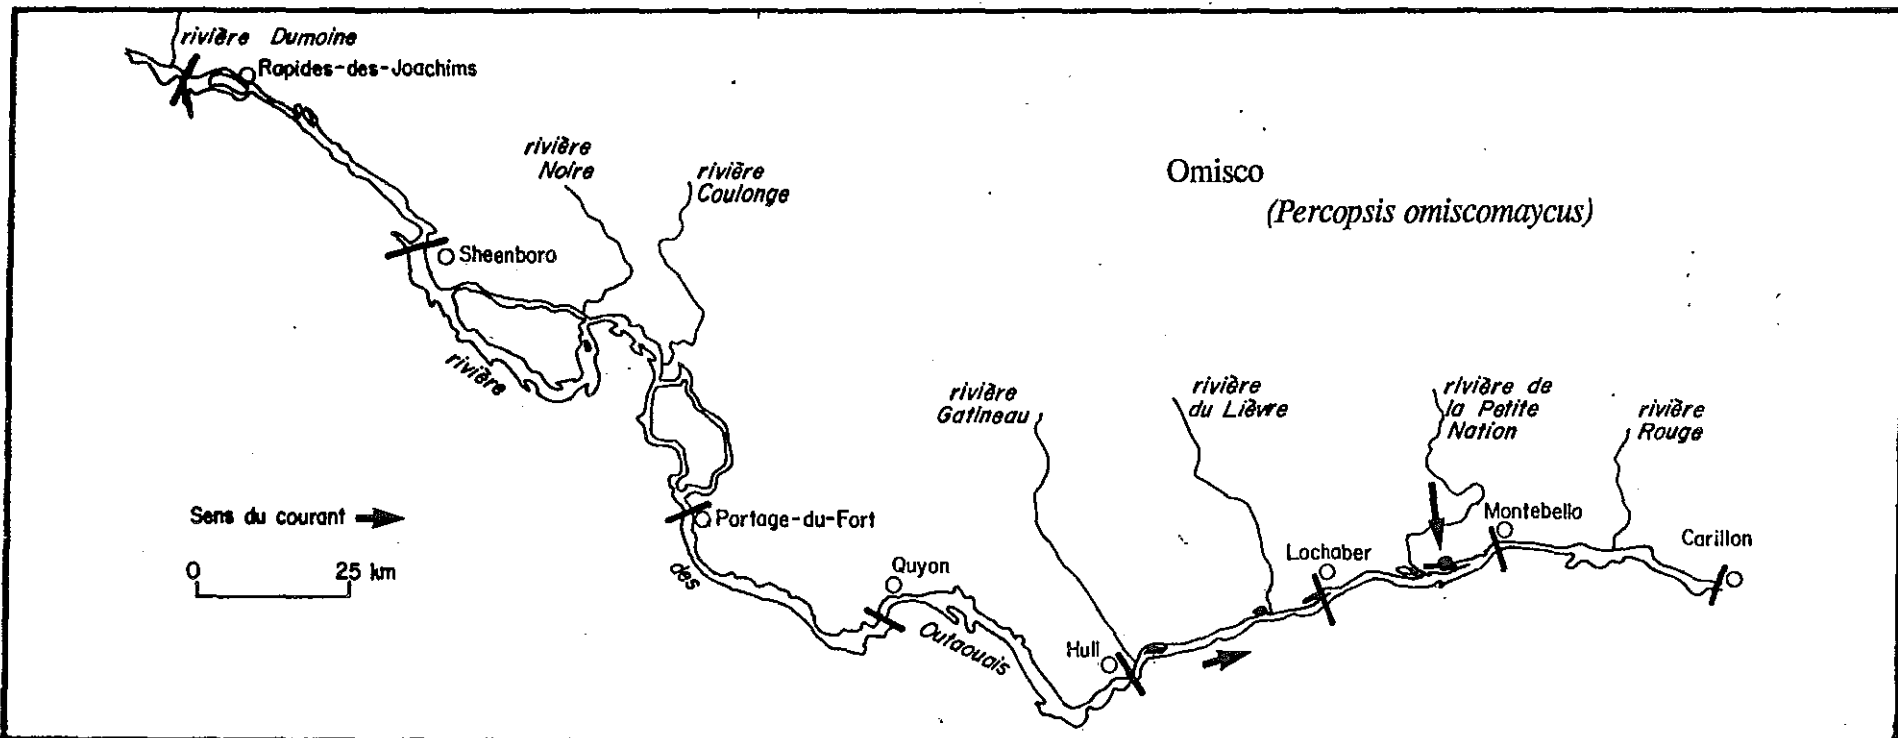 rivière Dumoine
Rapides-des-Joachims
rivière
Noire
rivière
Coulonge
Omisco
(Percopsis omiscomaycus)
Sheenboro
rivière
rivière
Gatineau
rivière
du Lièvre
rivière de
la Petite
Nation
rivière
Rouge
Sens du courant
Portage-du-Fort
Montebello
Carillon
Lochaber
0 25 km
des
Quyon
Outaouais
Hull